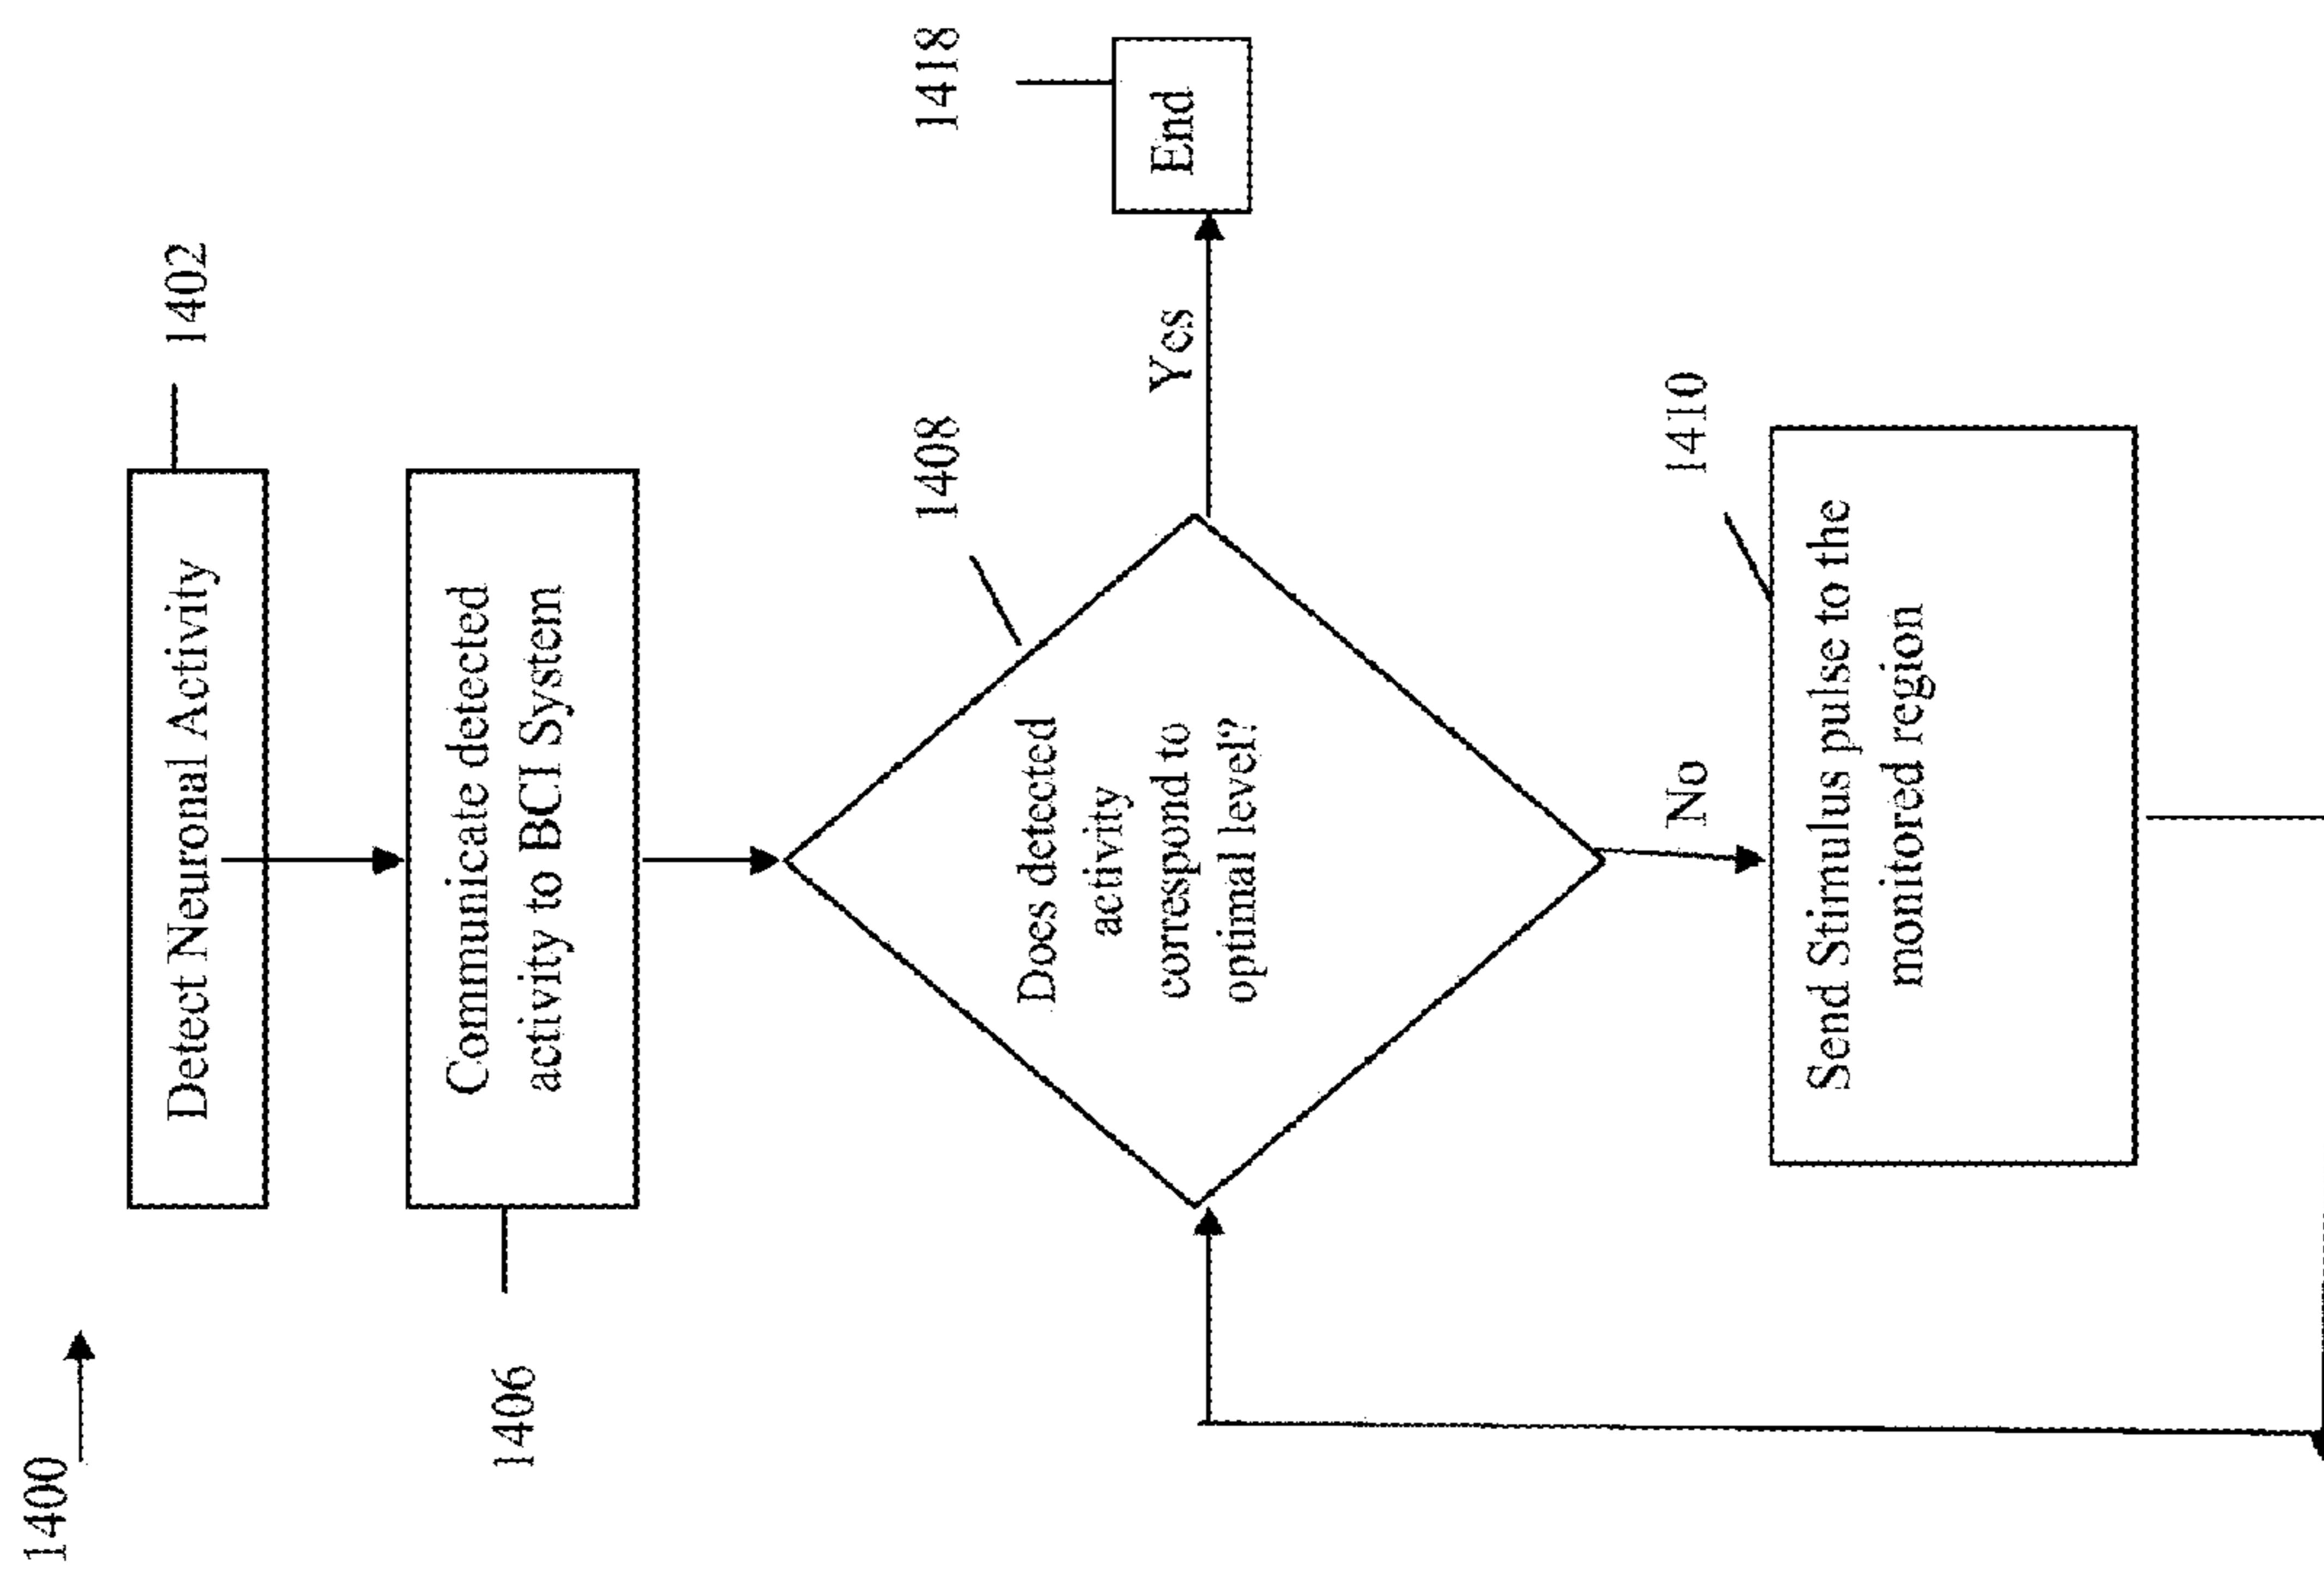 1400
Detect Neuronal Activity
1402
Communicate detected
activity to BCI System
1406
1408
Does detected
activity
correspond to
optimal level?
Yes
End
1418
No
1410
Send Stimulus pulse to the
monitored region